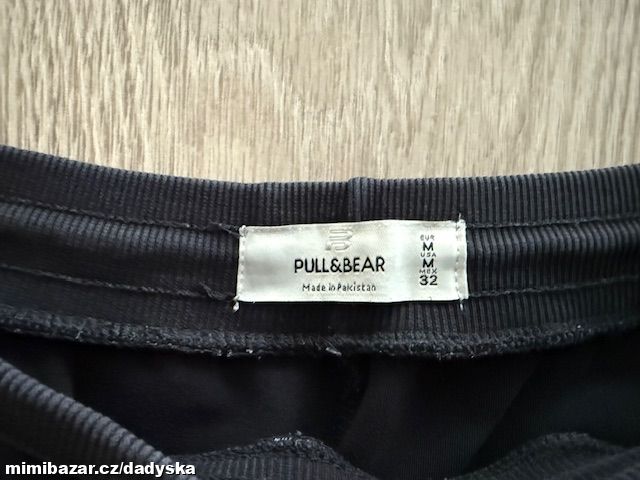 PULL&BEAR
Made in Pakistan
EUR
M
USA
M
MEX
32
mimibazar.cz/dadyska